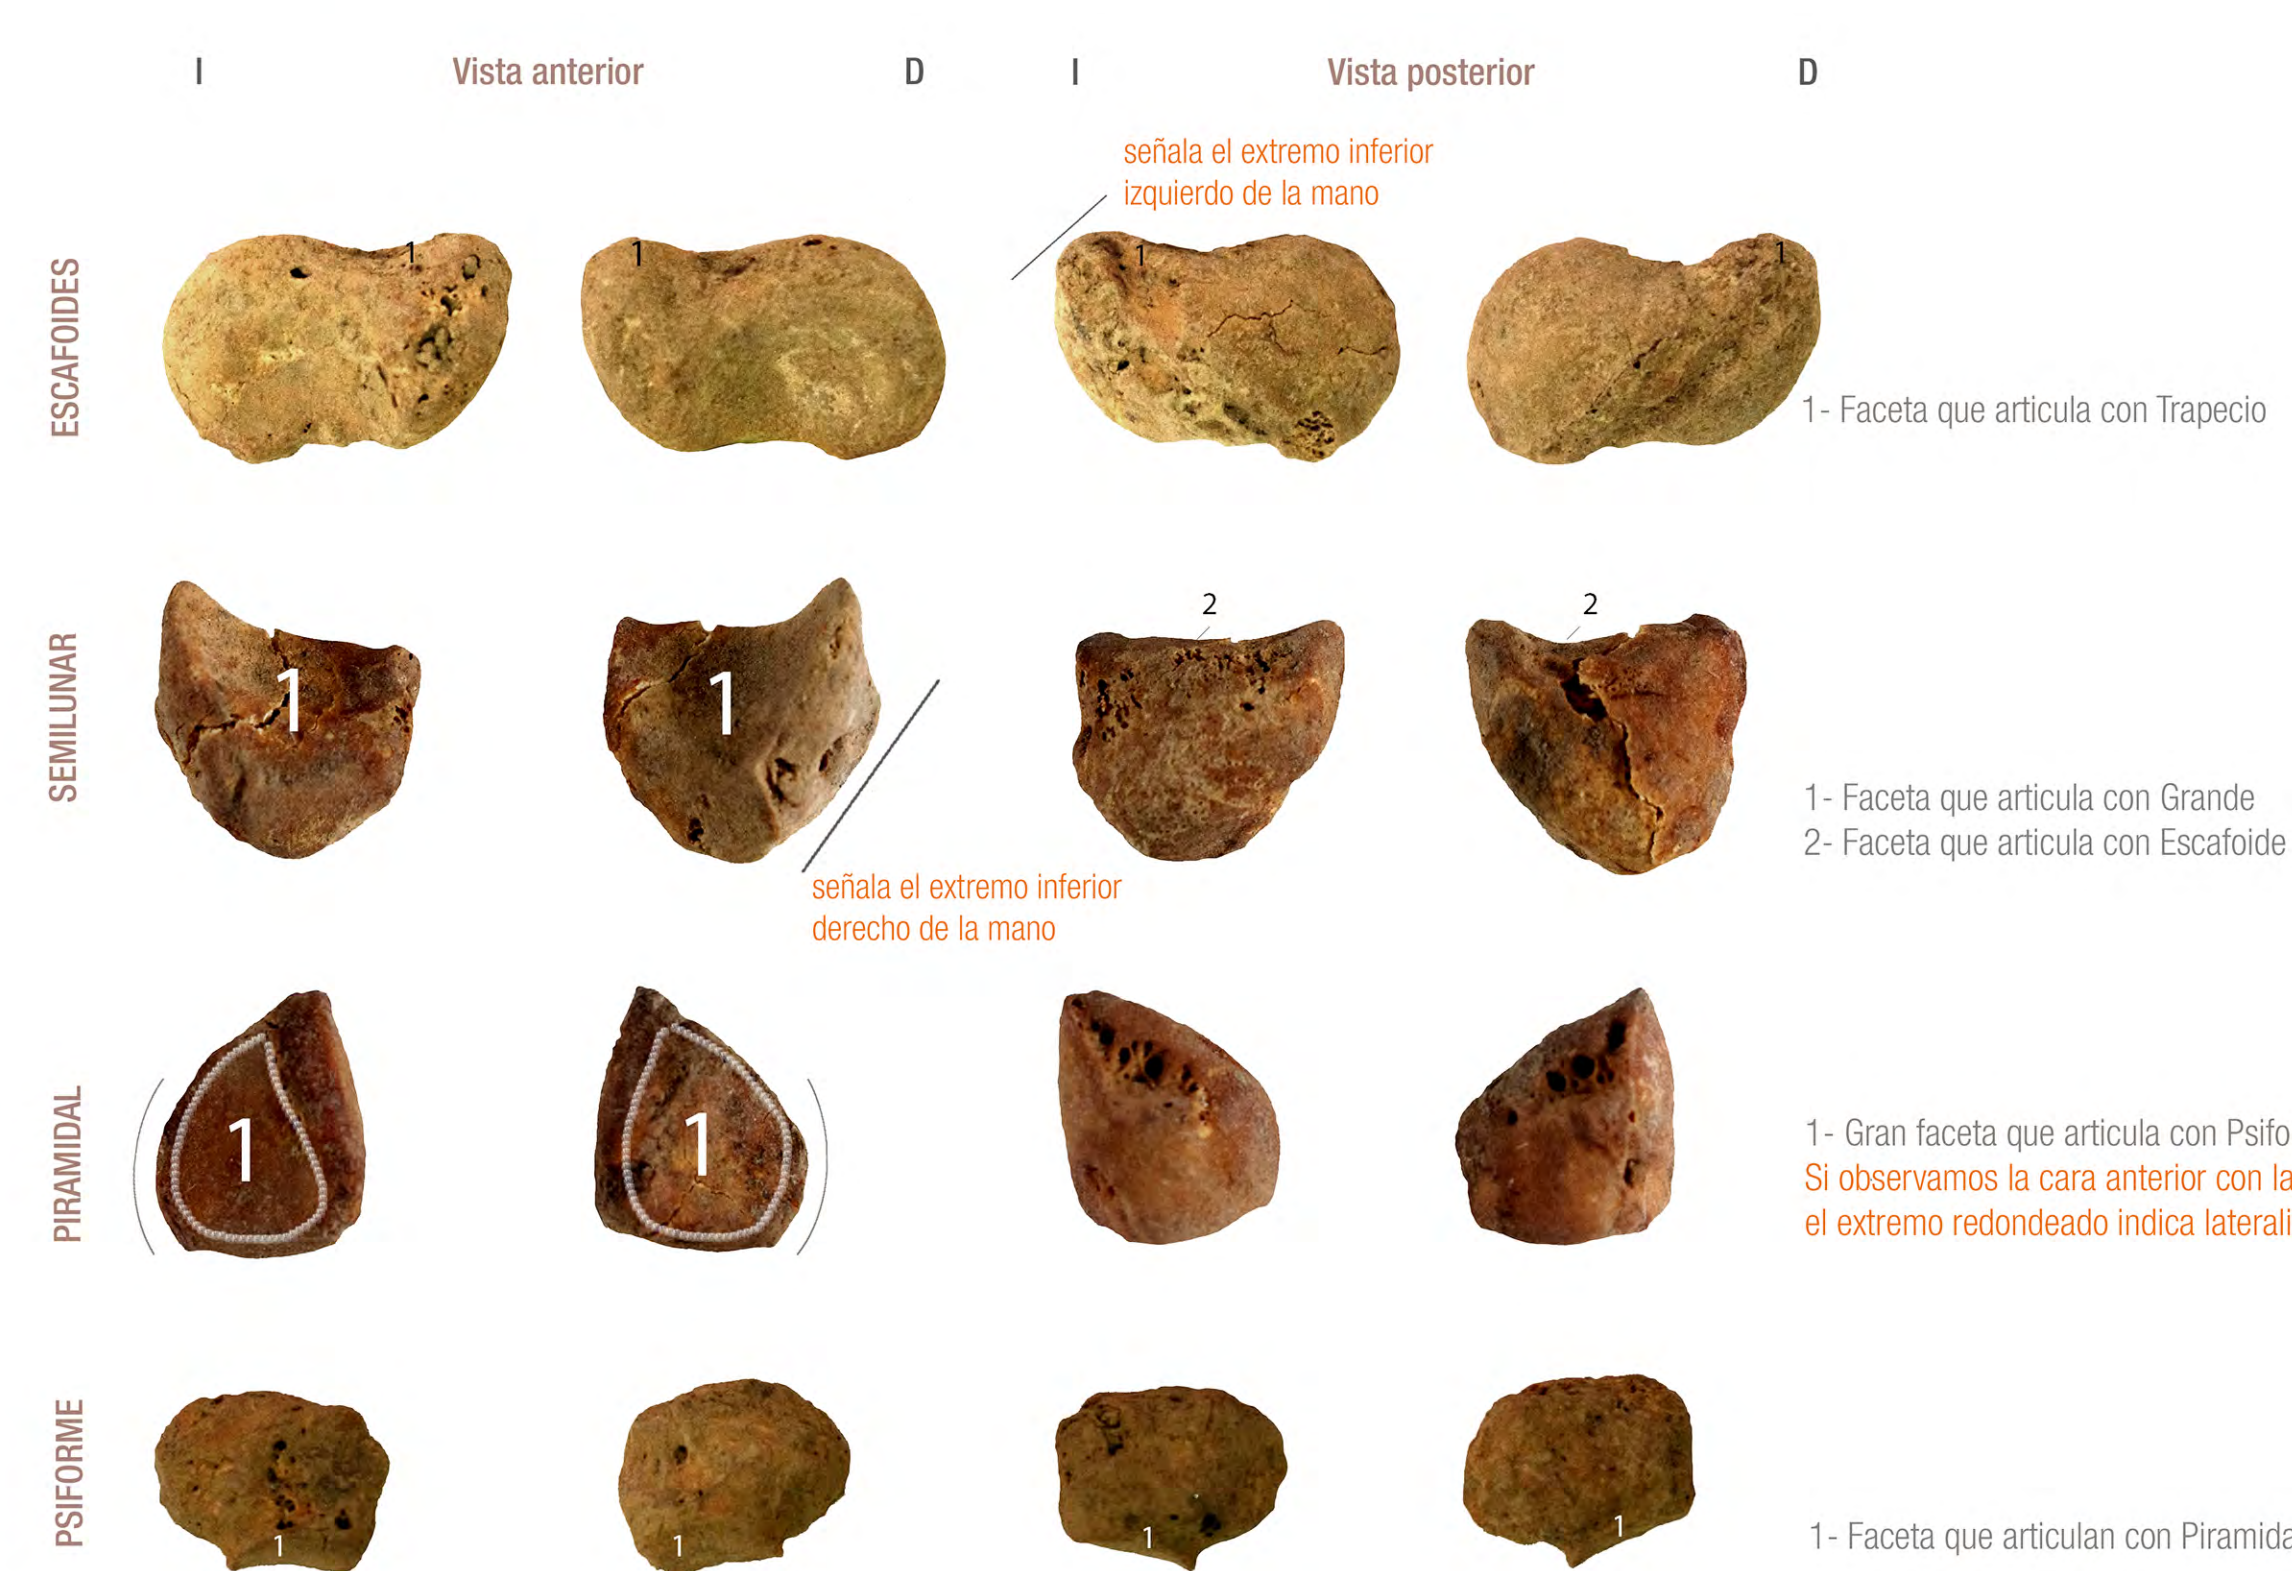 I Vista anterior D I Vista posterior D
señala el extremo inferior
izquierdo de la mano
ESCAFOIDES
1 1 1 1
1- Faceta que articula con Trapecio
SEMILUNAR
2 2
1 1
1- Faceta que articula con Grande
2- Faceta que articula con Escafoide
señala el extremo inferior
derecho de la mano
PIRAMIDAL
1 1
1- Gran faceta que articula con Psifo
Si observamos la cara anterior con la
el extremo redondeado indica laterali
PSIFORME
1 1 1 1
1- Faceta que articulan con Piramida